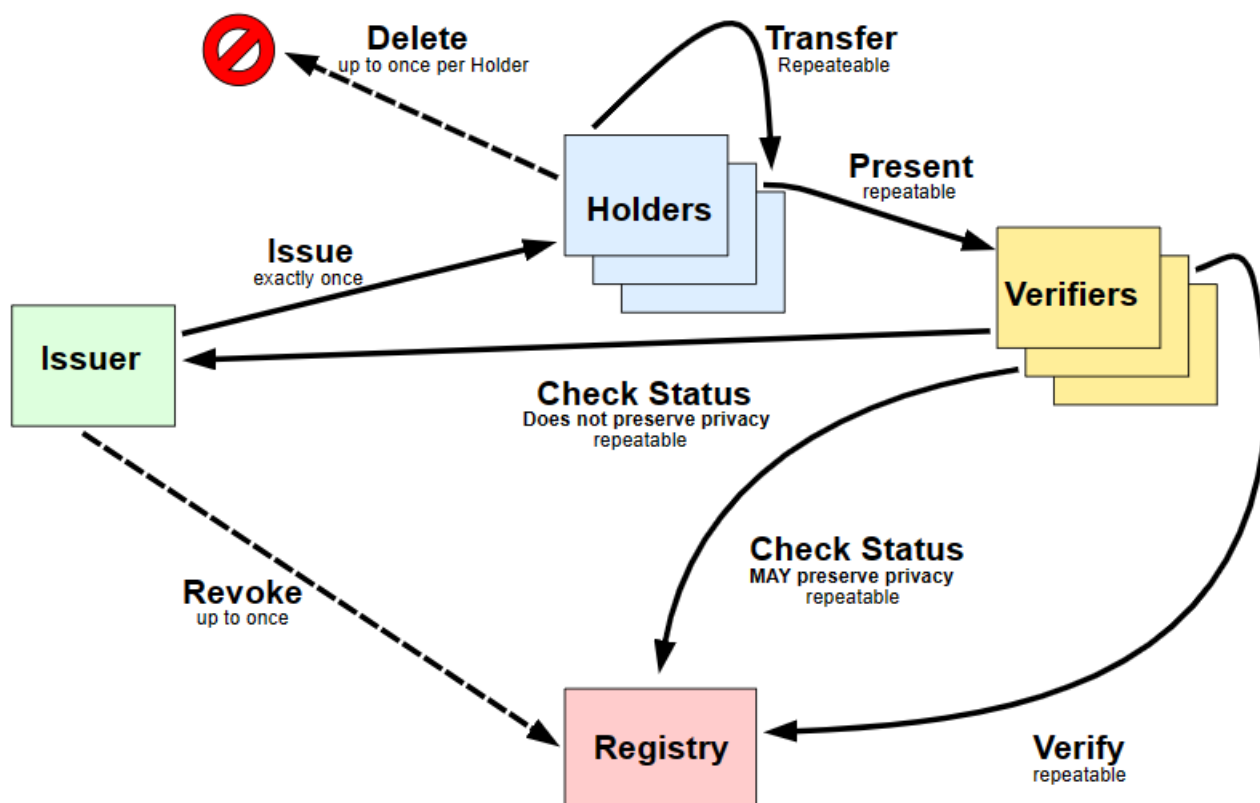 Delete
up to once per Holder
Transfer
Repeateable
Present
repeatable
Holders
Issue
exactly once
Verifiers
Issuer
Check Status
Does not preserve privacy
repeatable
Check Status
MAY preserve privacy
repeatable
Revoke
up to once
Registry
Verify
repeatable